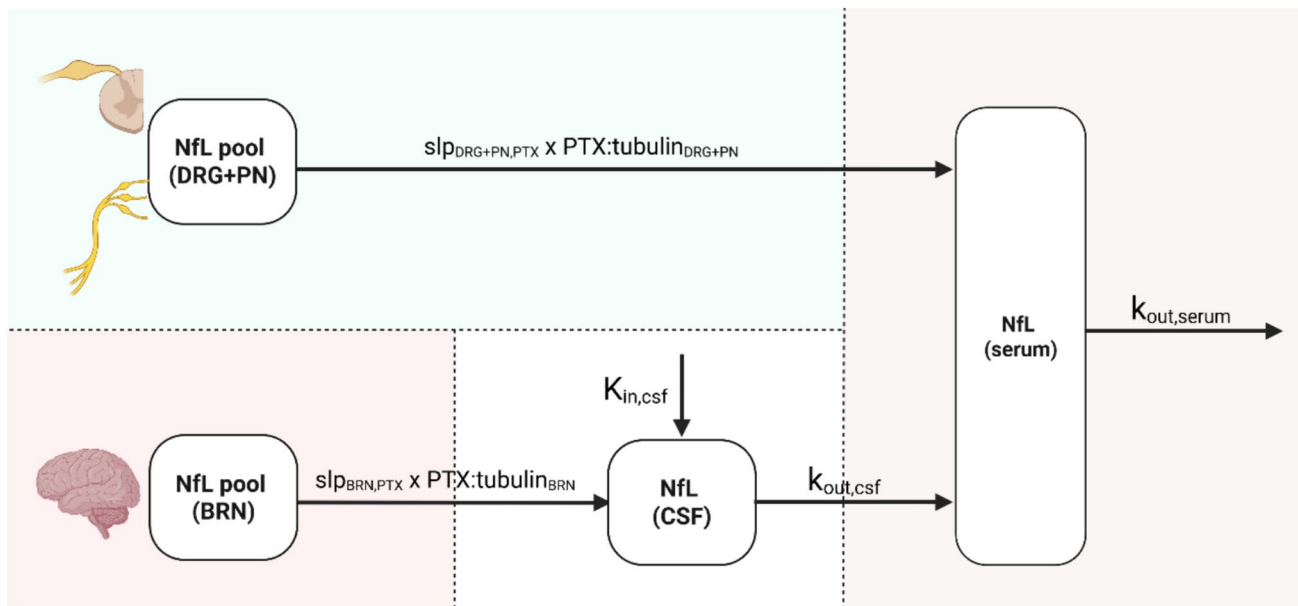 NfL pool
(DRG+PN)
slpDRG+PN,PTX x PTX:tubulinDRG+PN
NfL
(serum)
kout,serum
Kin,csf
NfL pool
(BRN)
slpBRN,PTX x PTX:tubulinBRN
NfL
(CSF)
kout,csf